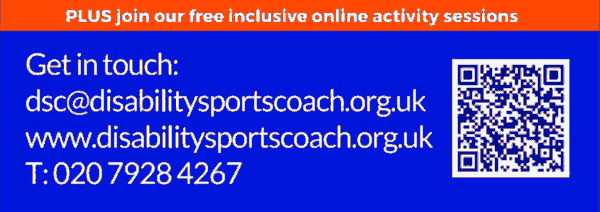 PLUS join our free inclusive online activity sessions
Get in touch:
dsc@disabilitysportscoach.org.uk
www.disabilitysportscoach.org.uk
T: 020 7928 4267